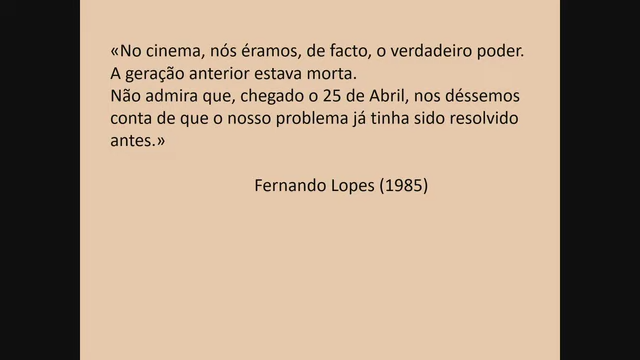 «No cinema, nós éramos, de facto, o verdadeiro poder.
A geração anterior estava morta.
Não admira que, chegado o 25 de Abril, nos déssemos
conta de que o nosso problema já tinha sido resolvido
antes.»
Fernando Lopes (1985)